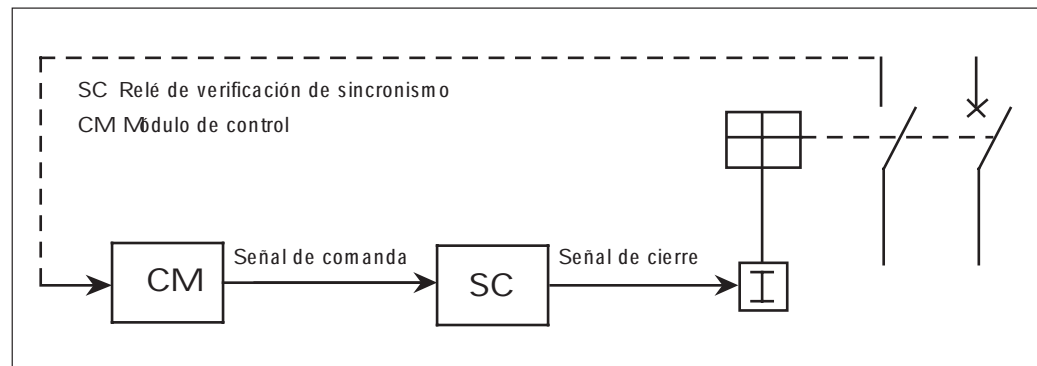 SC Relé de verificación de sincronismo
CM Módulo de control
Señal de comanda
Señal de cierre
CM
SC
I